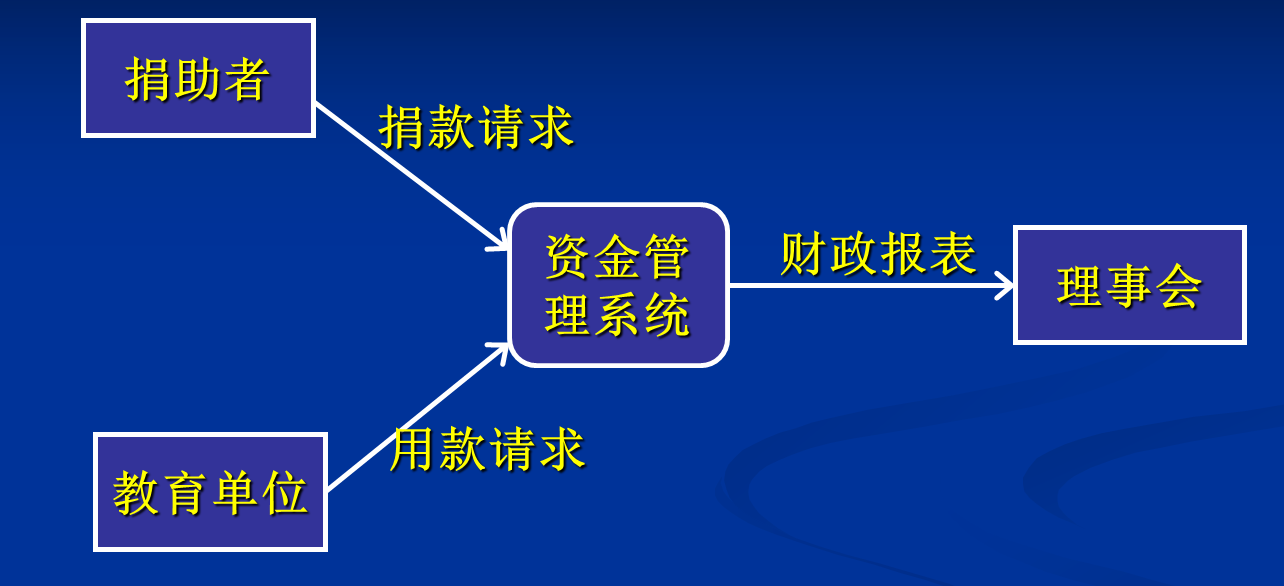 捐助者
捐款请求
资金管
理系统
财政报表
理事会
用款请求
教育单位